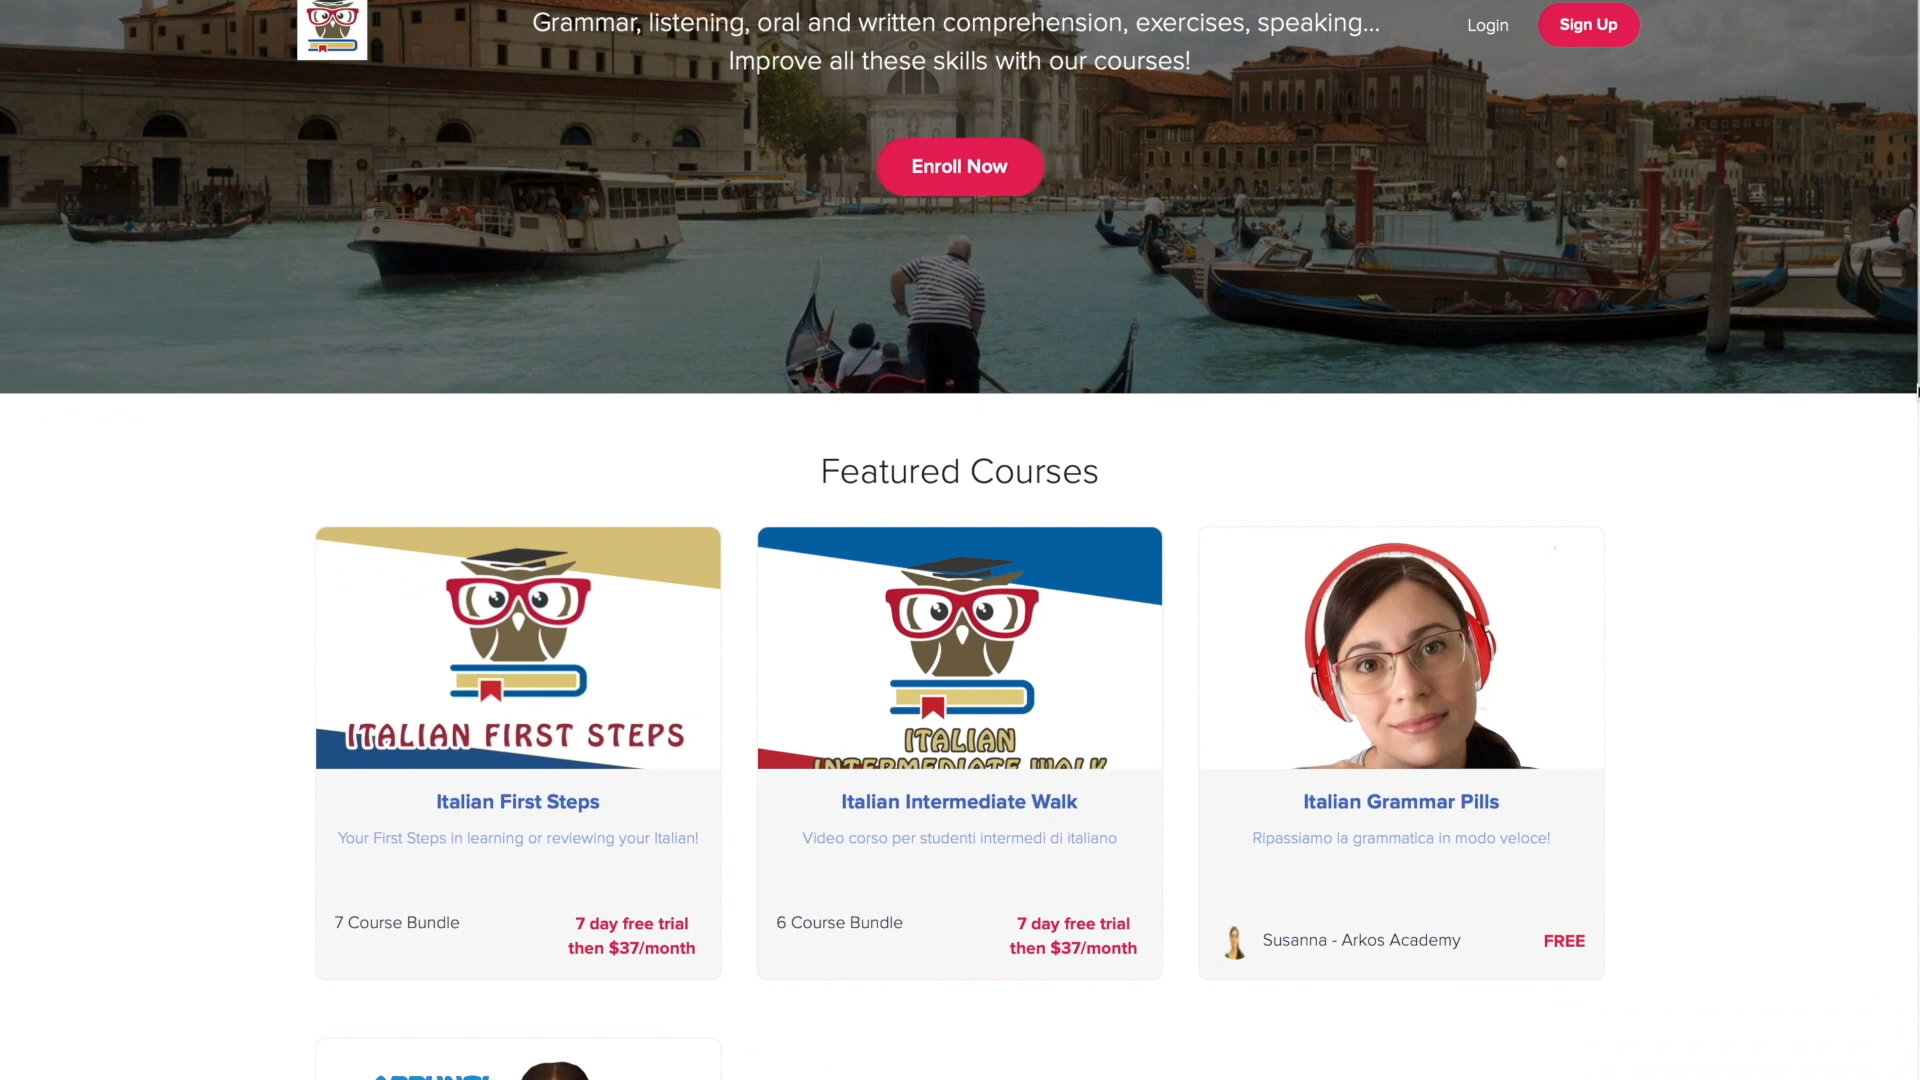 Grammar, listening, oral and written comprehension, exercises, speaking...
Improve all these skills with our courses!
Login
Sign Up
Enroll Now
Featured Courses
ITALIAN FIRST STEPS
Italian First Steps
Your First Steps in learning or reviewing your Italian!
7 Course Bundle
7 day free trial
then $37/month
ITALIAN
INTERMEDIATE WALK
Italian Intermediate Walk
Video corso per studenti intermedi di italiano
6 Course Bundle
7 day free trial
then $37/month
Italian Grammar Pills
Ripassiamo la grammatica in modo veloce!
Susanna - Arkos Academy
FREE